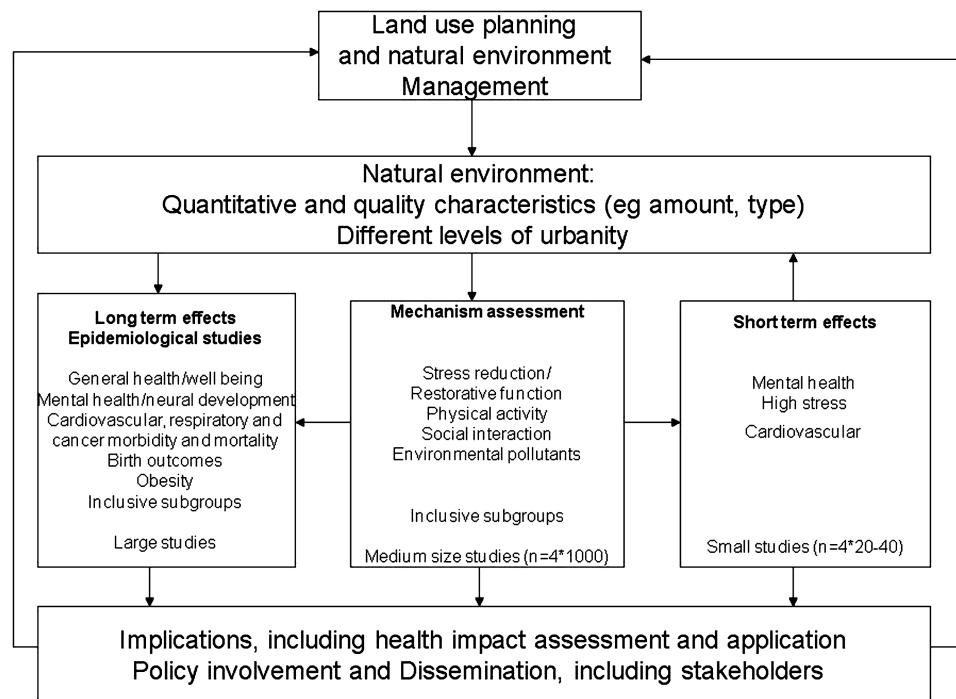 Land use planning
and natural environment
Management
Natural environment:
Quantitative and quality characteristics (eg amount, type)
Different levels of urbanity
Long term effects
Epidemiological studies
General health/well being
Mental health/neural development
Cardiovascular, respiratory and
cancer morbidity and mortality
Birth outcomes
Obesity
Inclusive subgroups
Large studies
Mechanism assessment
Stress reduction/
Restorative function
Physical activity
Social interaction
Environmental pollutants
Inclusive subgroups
Medium size studies (n=4*1000)
Short term effects
Mental health
High stress
Cardiovascular
Small studies (n=4*20-40)
Implications, including health impact assessment and application
Policy involvement and Dissemination, including stakeholders